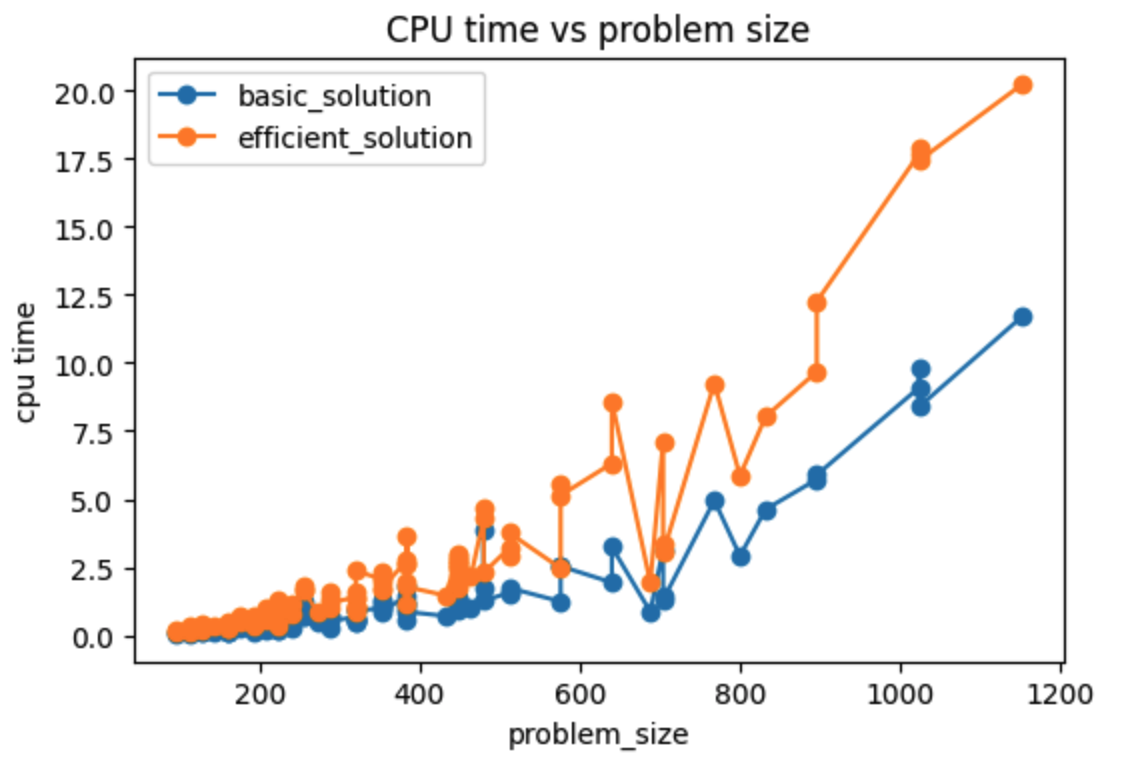 CPU time vs problem size
basic_solution
efficient_solution
20.0
17.5
15.0
12.5
10.0
7.5
5.0
2.5
0.0
cpu time
200 400 600 800 1000 1200
problem_size